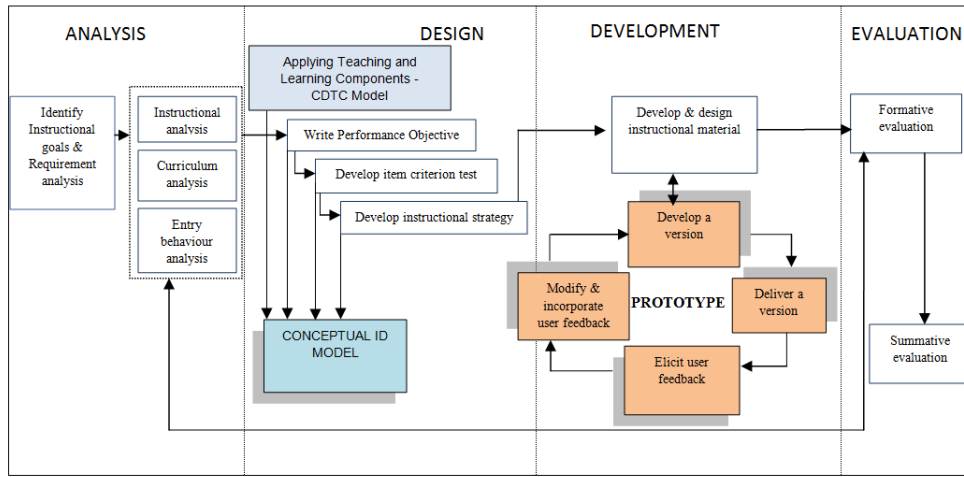 ANALYSIS
DESIGN
DEVELOPMENT
EVALUATION
Identify
Instructional
goals &
Requirement
analysis
Instructional
analysis
Curriculum
analysis
Entry
behaviour
analysis
Applying Teaching and
Learning Components -
CDTC Model
Write Performance Objective
Develop item criterion test
Develop instructional strategy
CONCEPTUAL ID
MODEL
Develop & design
instructional material
Develop a
version
Modify &
incorporate
user feedback
PROTOTYPE
Deliver a
version
Elicit user
feedback
Formative
evaluation
Summative
evaluation